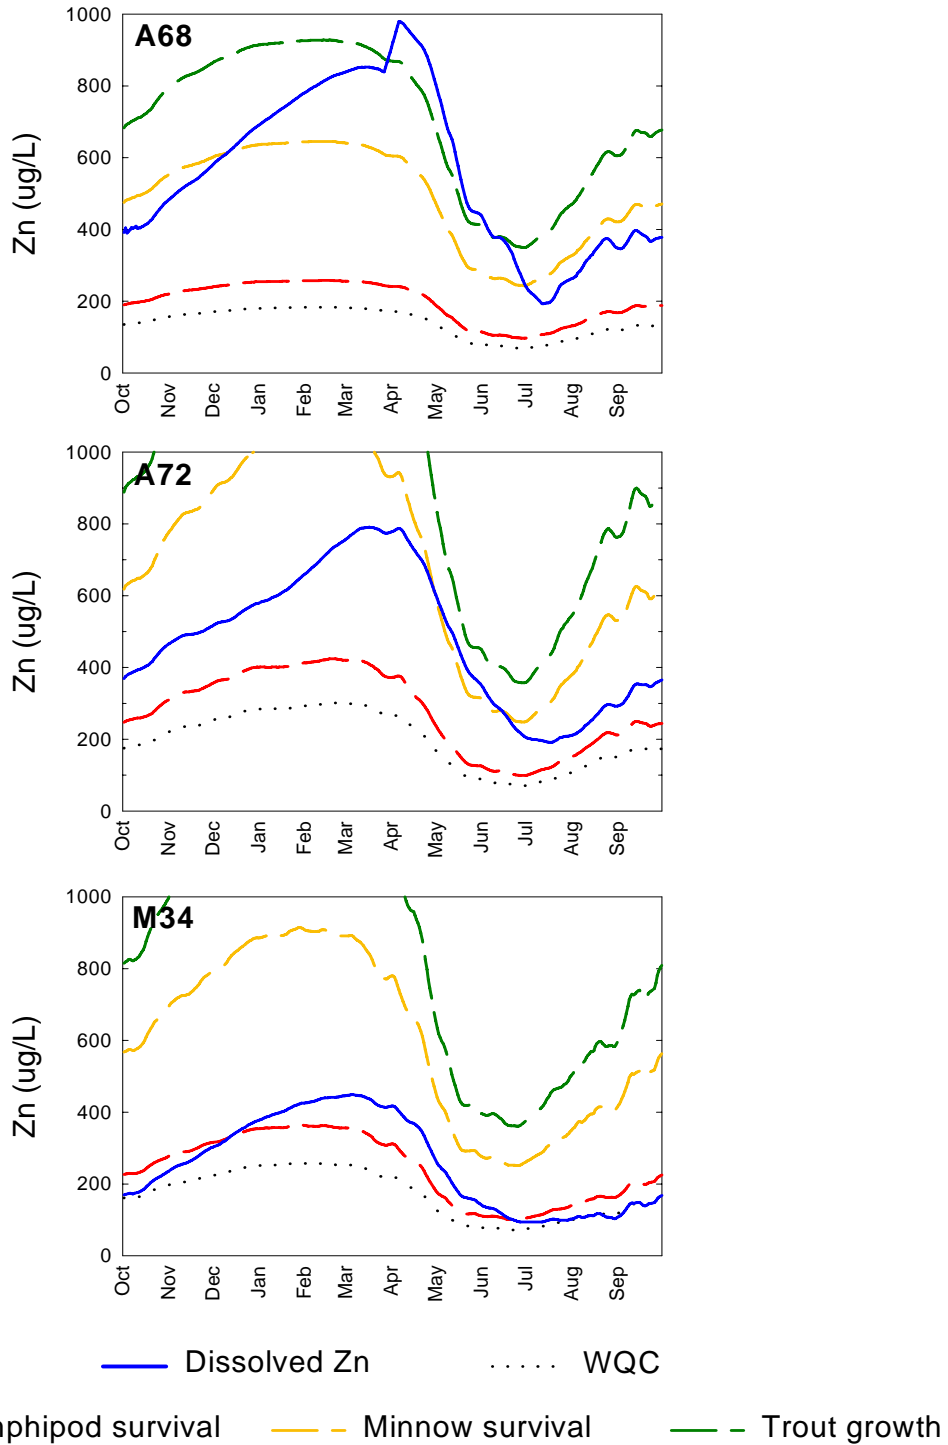 A68
Zn (ug/L)
1000
800
600
400
200
0
Oct Nov Dec Jan Feb Mar Apr May Jun Jul Aug Sep
A72
Zn (ug/L)
1000
800
600
400
200
0
Oct Nov Dec Jan Feb Mar Apr May Jun Jul Aug Sep
M34
Zn (ug/L)
1000
800
600
400
200
0
Oct Nov Dec Jan Feb Mar Apr May Jun Jul Aug Sep
Dissolved Zn WQC
nphipod survival Minnow survival Trout growth